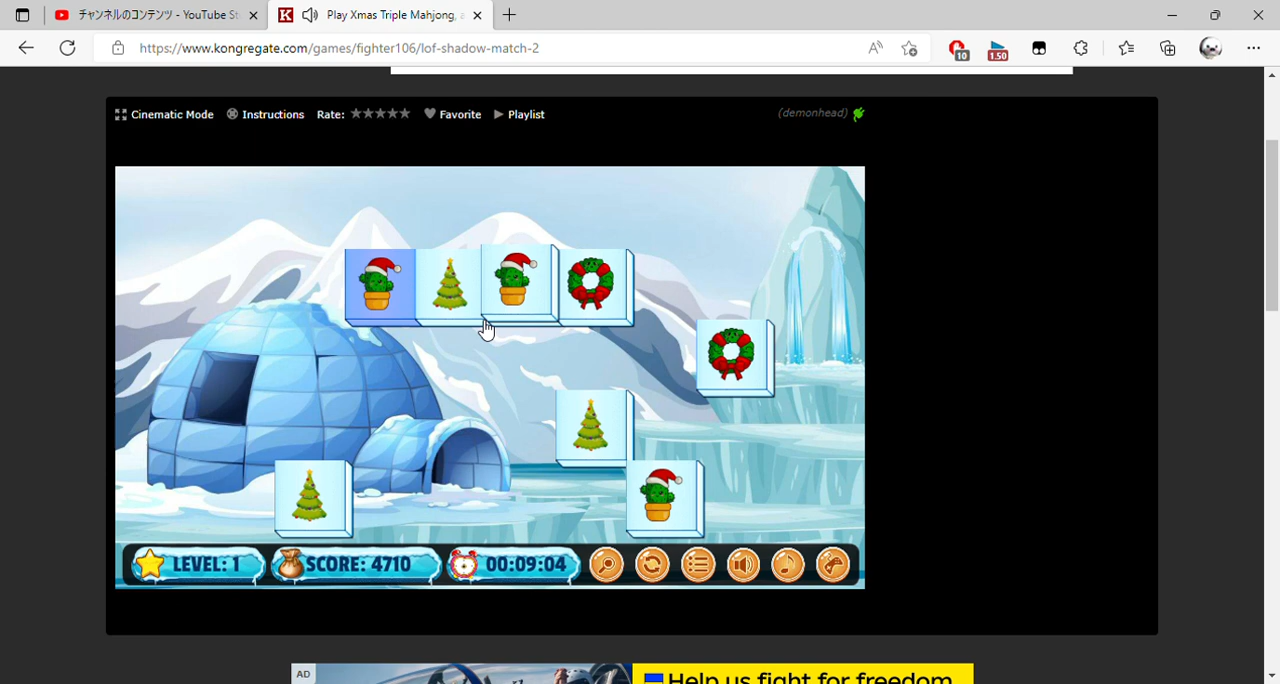 チャンネルのコンテンツ - YouTube St
Play Xmas Triple Mahjong, a
https://www.kongregate.com/games/fighter106/lof-shadow-match-2
10
1.50
Cinematic Mode
Instructions
Rate:
Favorite
Playlist
(demonhead)
LEVEL: 1
SCORE: 4710
00:09:04
AD
Help us fight for freedom